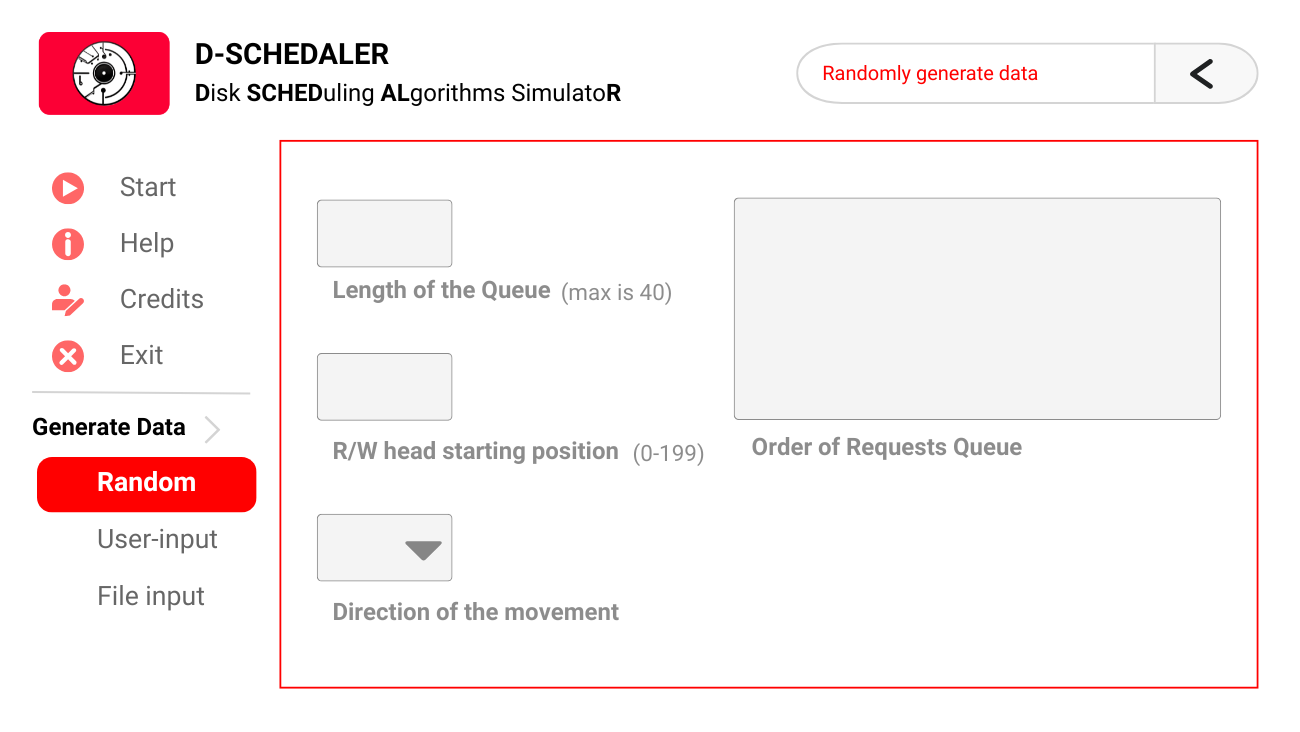 D-SCHEDALER
Disk SCHEDuling ALgorithms SimulatoR
Randomly generate data
Start
Help
Credits
Exit
Generate Data
Random
User-input
File input
Length of the Queue (max is 40)
R/W head starting position (0-199)
Direction of the movement
Order of Requests Queue